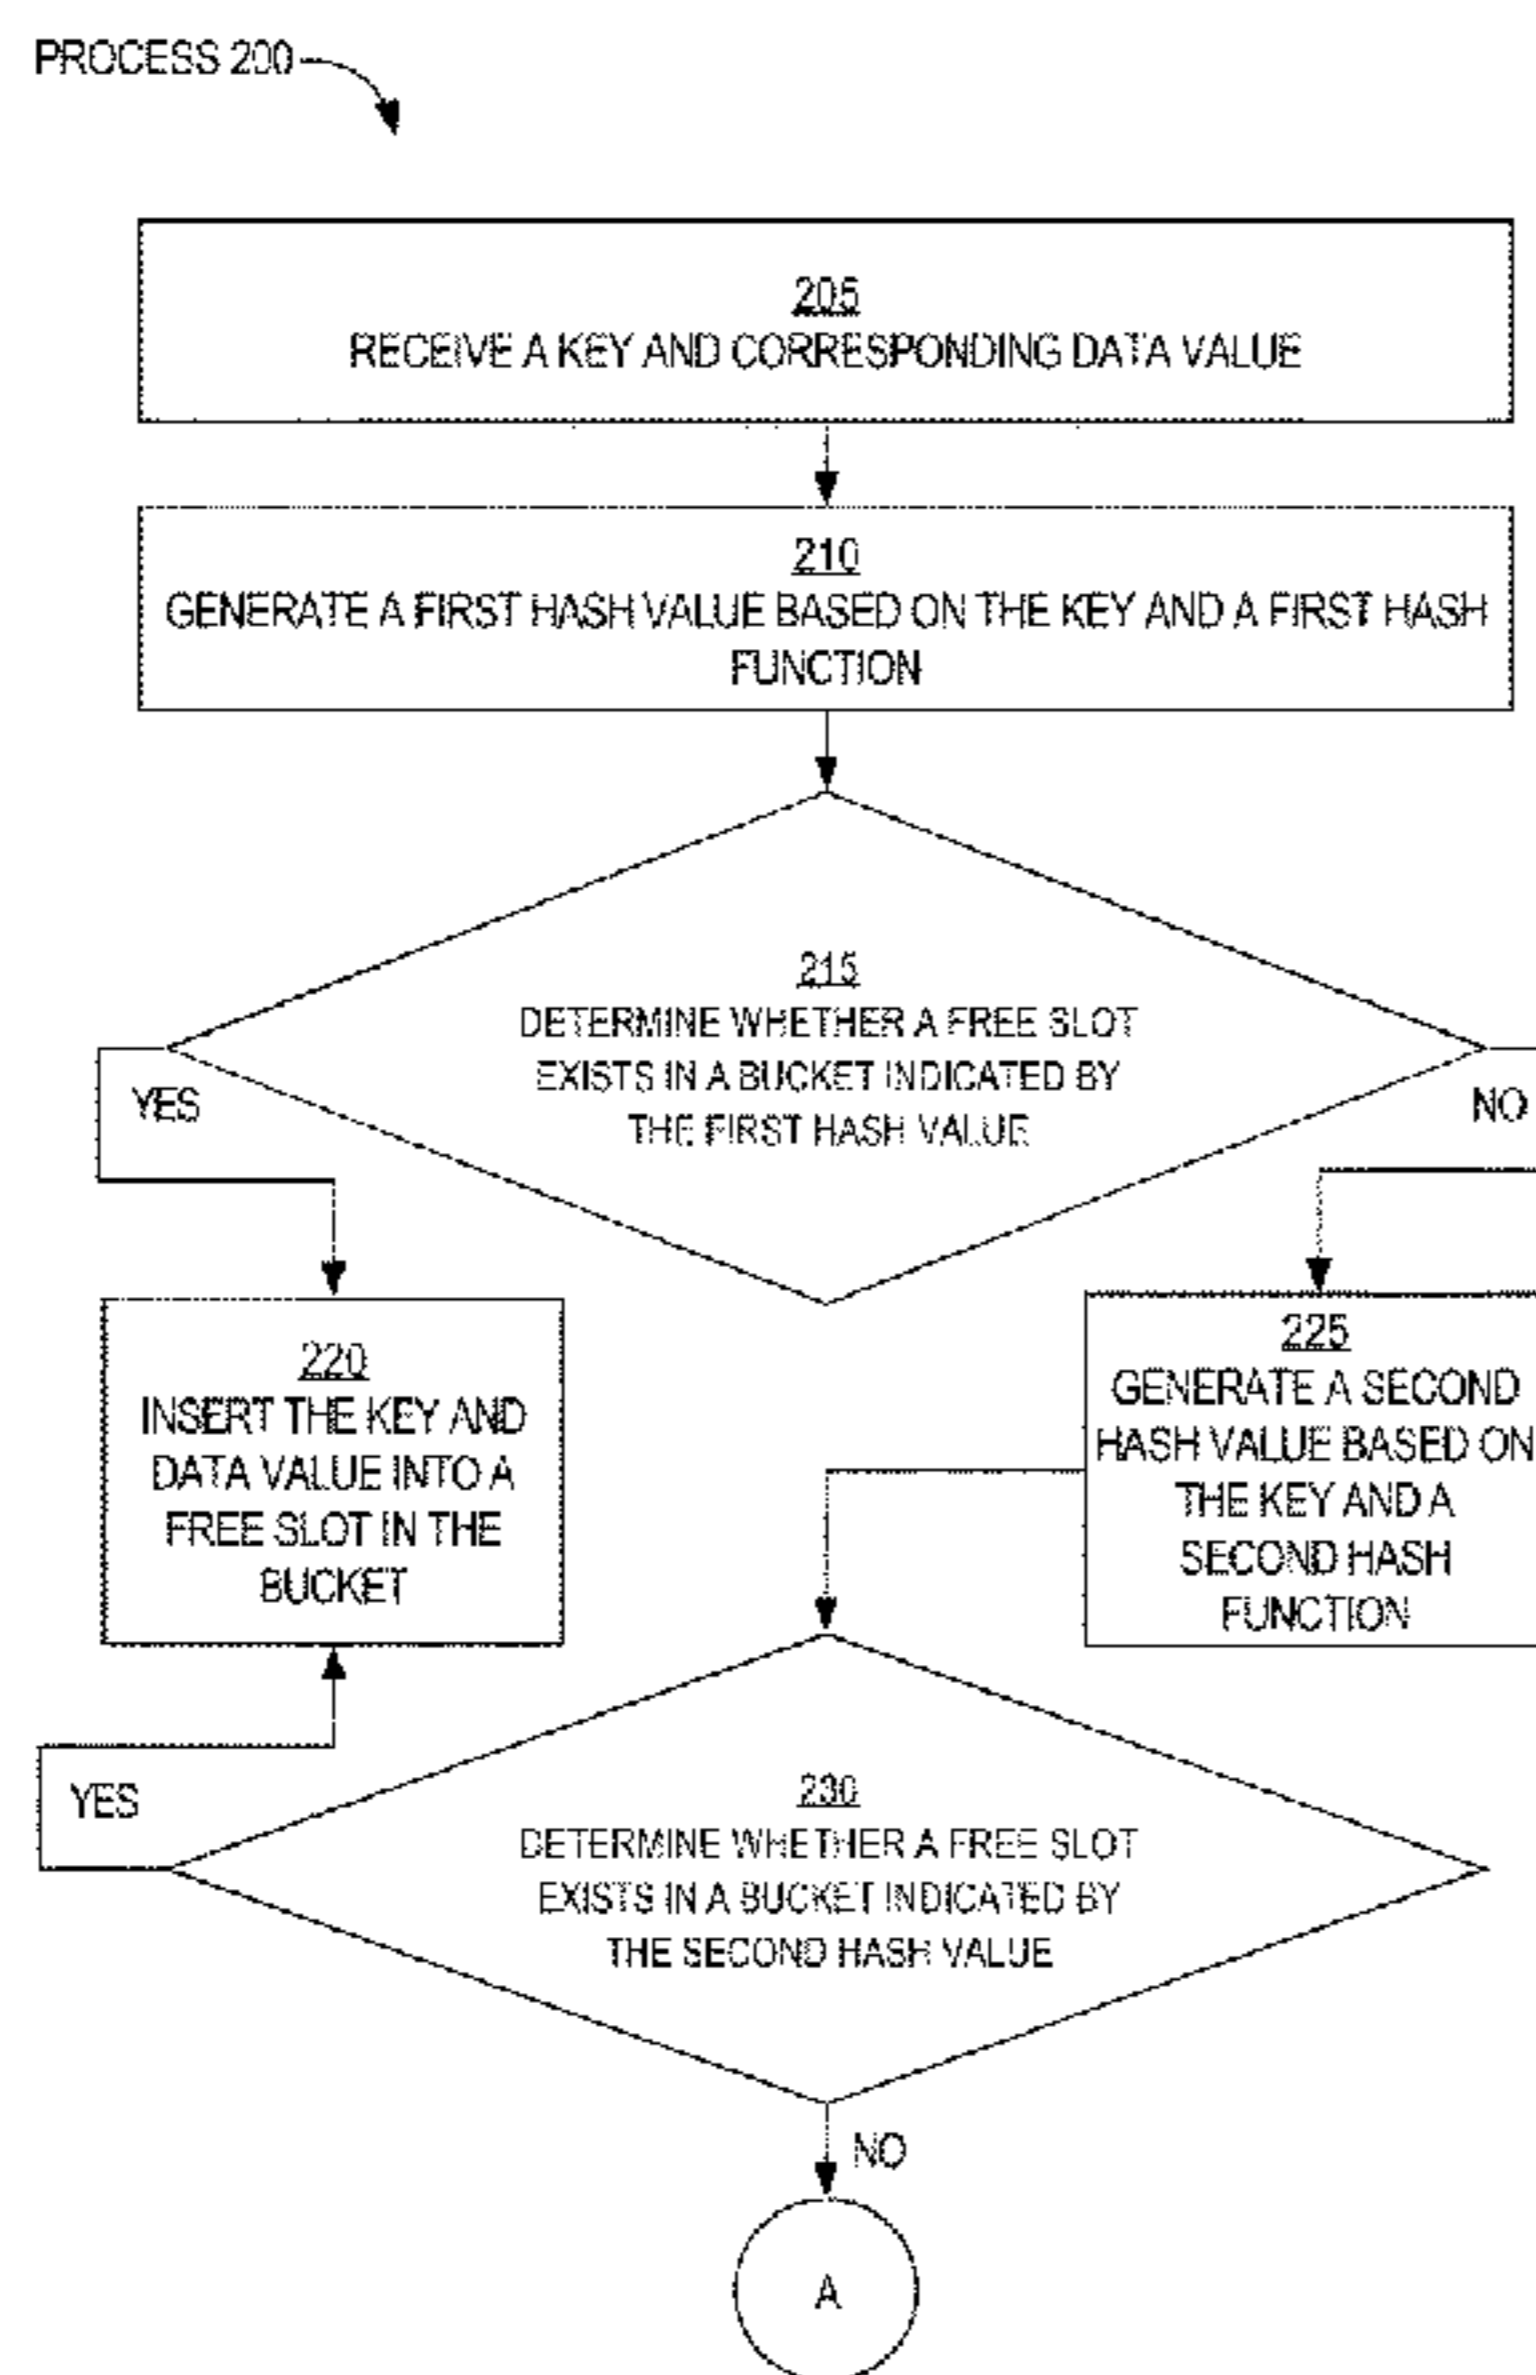 PROCESS 200
205
RECEIVE A KEY AND CORRESPONDING DATA VALUE
210
GENERATE A FIRST HASH VALUE BASED ON THE KEY AND A FIRST HASH
FUNCTION
215
DETERMINE WHETHER A FREE SLOT
EXISTS IN A BUCKET INDICATED BY
THE FIRST HASH VALUE
YES
NO
220
INSERT THE KEY AND
DATA VALUE INTO A
FREE SLOT IN THE
BUCKET
225
GENERATE A SECOND
HASH VALUE BASED ON
THE KEY AND A
SECOND HASH
FUNCTION
YES
230
DETERMINE WHETHER A FREE SLOT
EXISTS IN A BUCKET INDICATED BY
THE SECOND HASH VALUE
NO
A